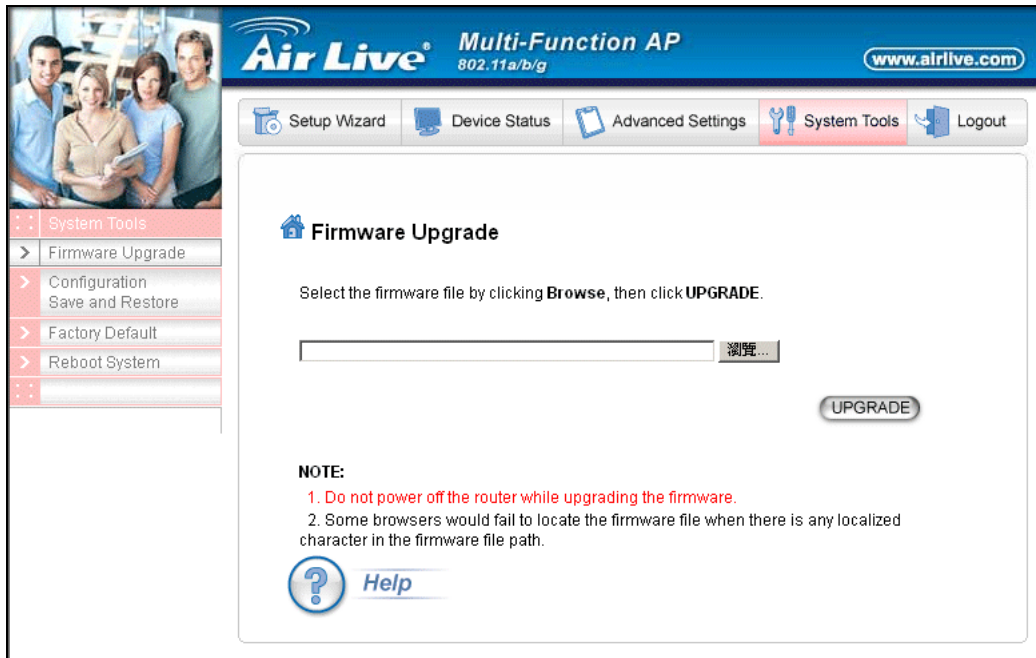 Air Live®
Multi-Function AP
802.11a/b/g
www.airlive.com
Setup Wizard
Device Status
Advanced Settings
System Tools
Logout
System Tools
Firmware Upgrade
Configuration
Save and Restore
Factory Default
Reboot System
Firmware Upgrade
Select the firmware file by clicking Browse, then click UPGRADE.
瀏覽...
UPGRADE
NOTE:
1. Do not power off the router while upgrading the firmware.
2. Some browsers would fail to locate the firmware file when there is any localized
character in the firmware file path.
? Help